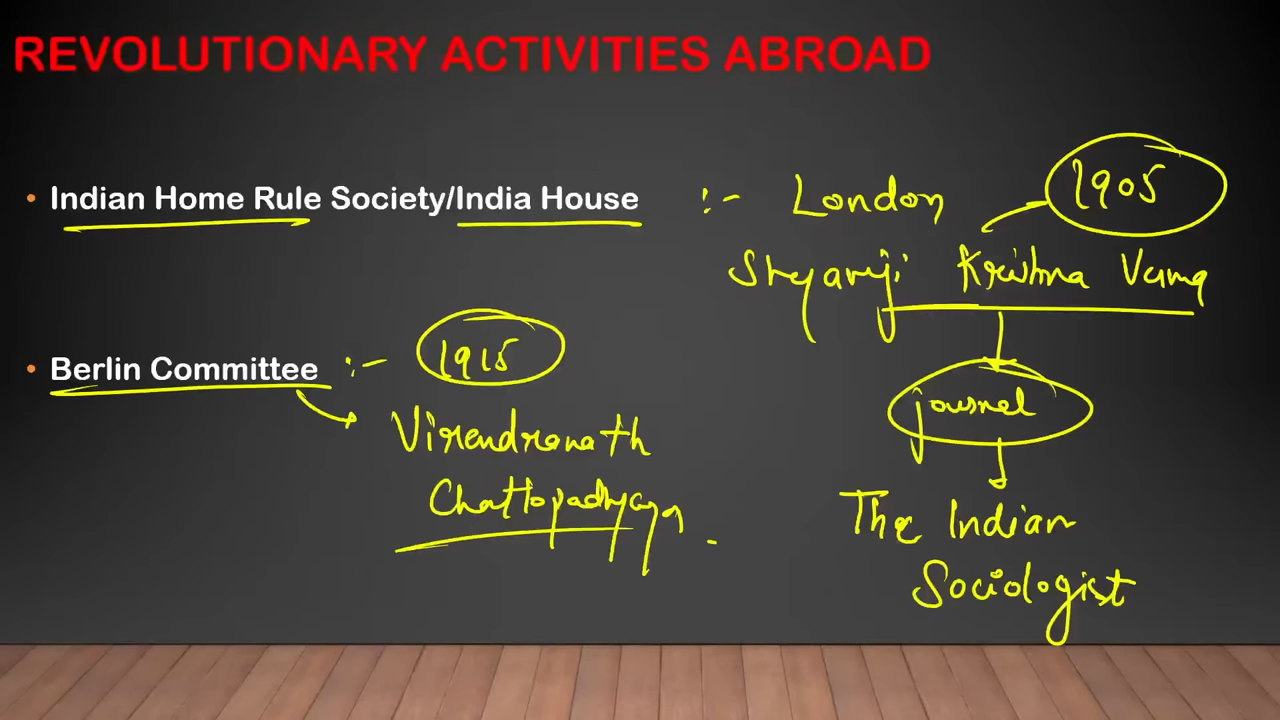 REVOLUTIONARY ACTIVITIES ABROAD
• Indian Home Rule Society/India House :- London 1905
Shyamji Krishna Verma
• Berlin Committee :- 1915
Virendranath
Chattopadhyaya
journal
The Indian
Sociologist